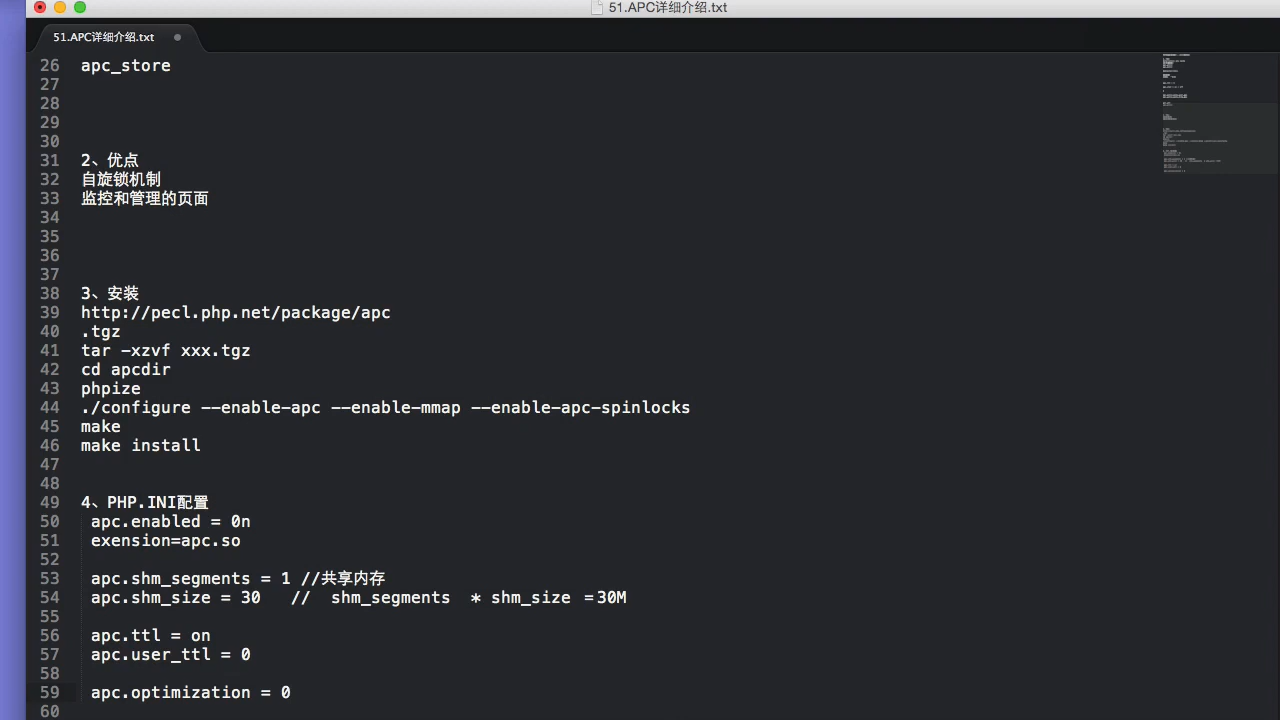 51.APC详细介绍.txt
51.APC详细介绍.txt
26 apc_store
27
28
29
30
31 2、优点
32 自旋锁机制
33 监控和管理的页面
34
35
36
37
38 3、安装
39 http://pecl.php.net/package/apc
40 .tgz
41 tar -xzvf xxx.tgz
42 cd apcdir
43 phpize
44 ./configure --enable-apc --enable-mmap --enable-apc-spinlocks
45 make
46 make install
47
48
49 4、PHP.INI配置
50 apc.enabled = 0n
51 exension=apc.so
52
53 apc.shm_segments = 1 //共享内存
54 apc.shm_size = 30 // shm_segments * shm_size =30M
55
56 apc.ttl = on
57 apc.user_ttl = 0
58
59 apc.optimization = 0
60